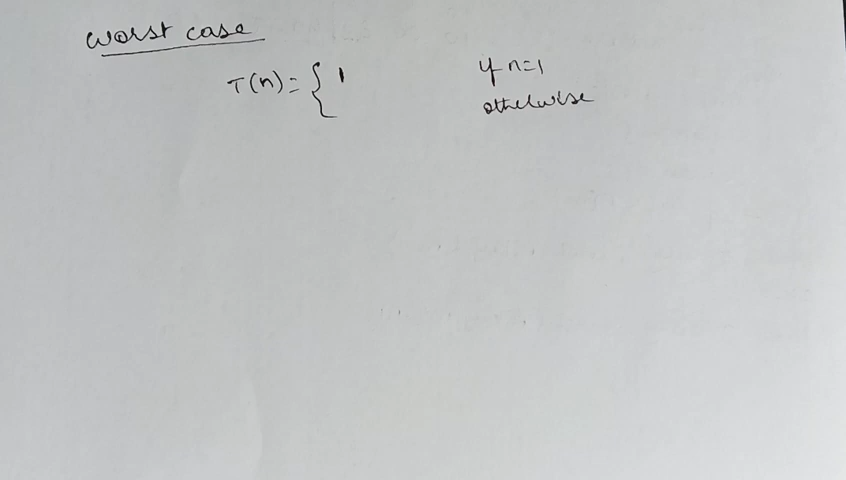 worst case
T(n) = { 1 if n=1
otherwise